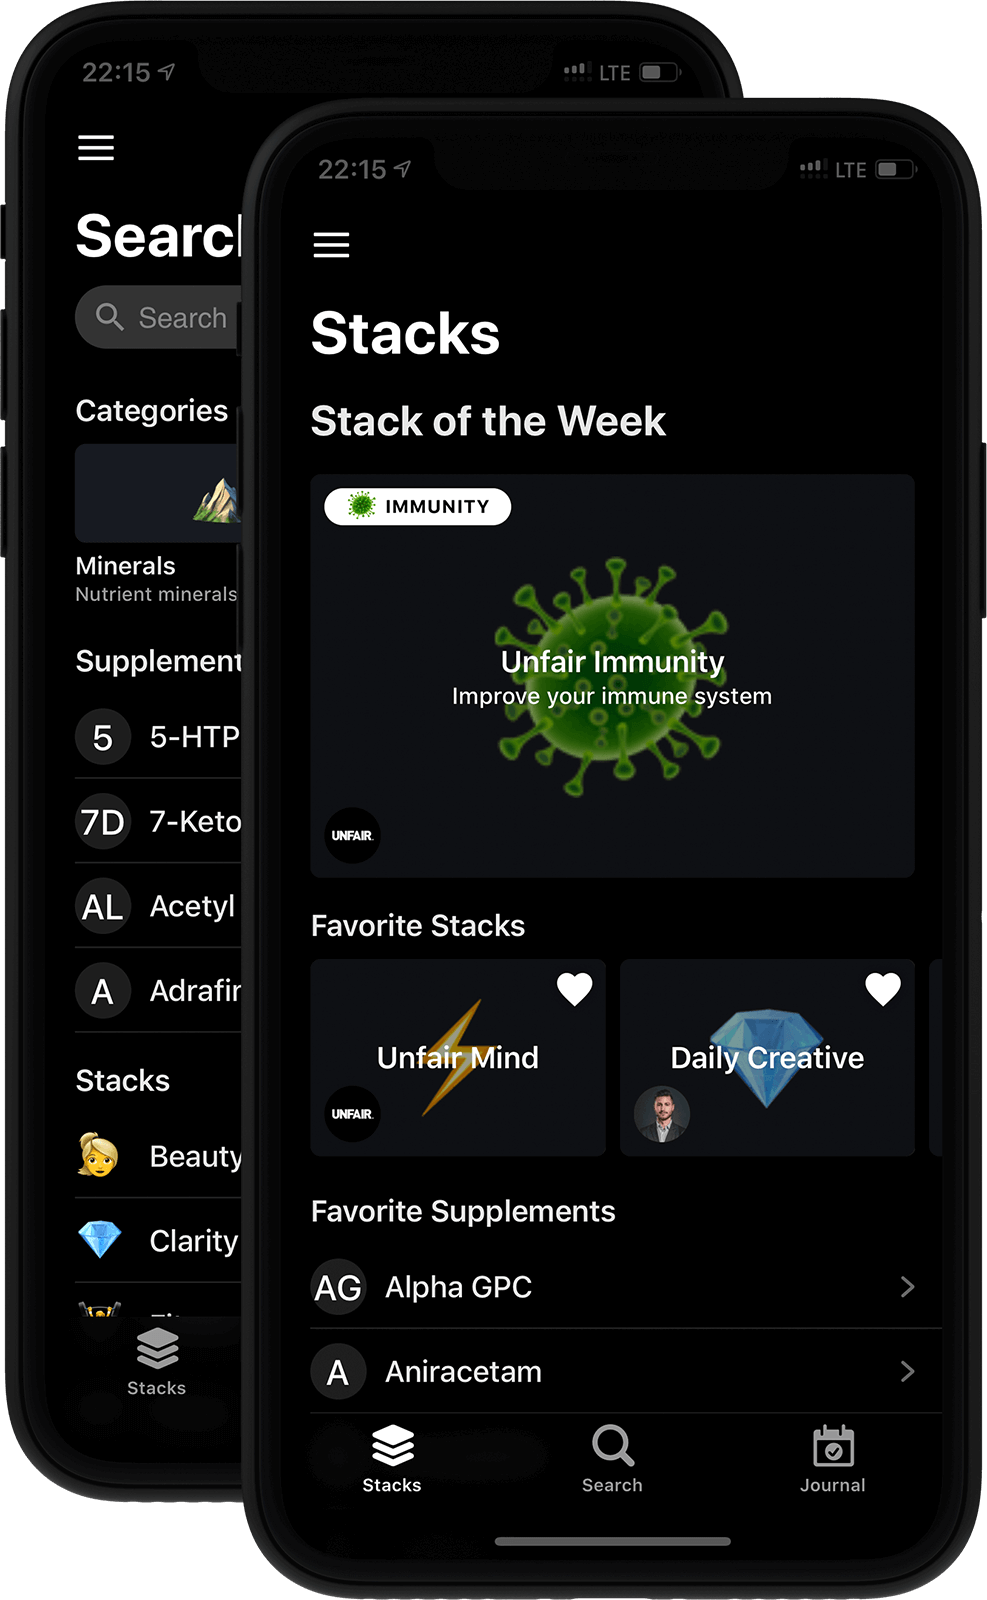 22:15
LTE
Search
Categories
Minerals
Nutrient minerals
Supplement
5
5-HTP
7D
7-Keto
AL
Acetyl
A
Adrafin
Stacks
Beauty
Clarity
Stacks
22:15
LTE
Stacks
Stack of the Week
IMMUNITY
Unfair Immunity
Improve your immune system
UNFAIR.
Favorite Stacks
Unfair Mind
UNFAIR.
Daily Creative
Favorite Supplements
AG
Alpha GPC
A
Aniracetam
Stacks
Search
Journal